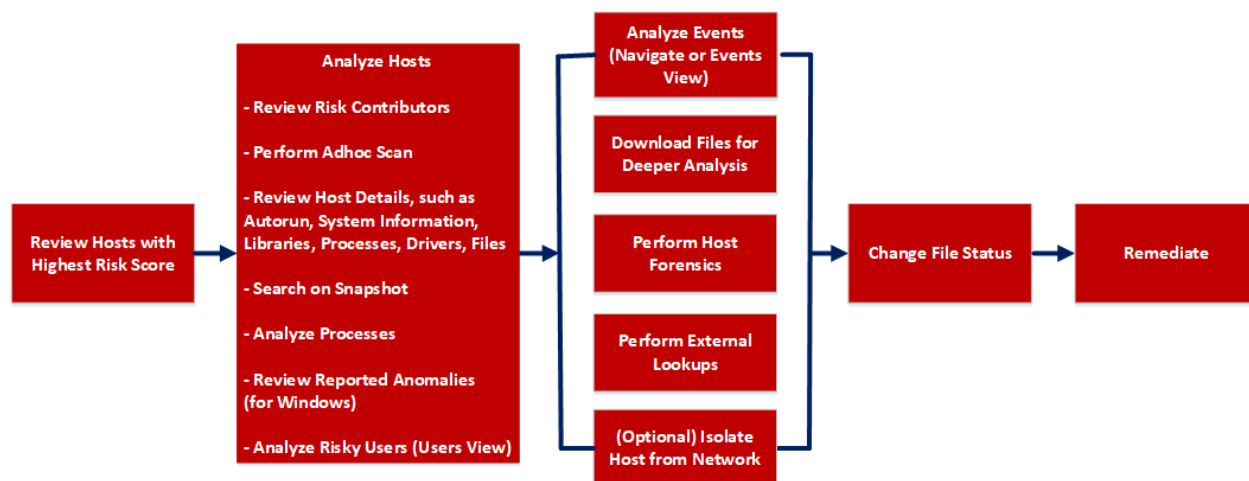 Review Hosts with
Highest Risk Score
Analyze Hosts
- Review Risk Contributors
- Perform Adhoc Scan
- Review Host Details, such as
Autorun, System Information,
Libraries, Processes, Drivers, Files
- Search on Snapshot
- Analyze Processes
- Review Reported Anomalies
(for Windows)
- Analyze Risky Users (Users View)
Analyze Events
(Navigate or Events
View)
Download Files for
Deeper Analysis
Perform Host
Forensics
Perform External
Lookups
(Optional) Isolate
Host from Network
Change File Status
Remediate